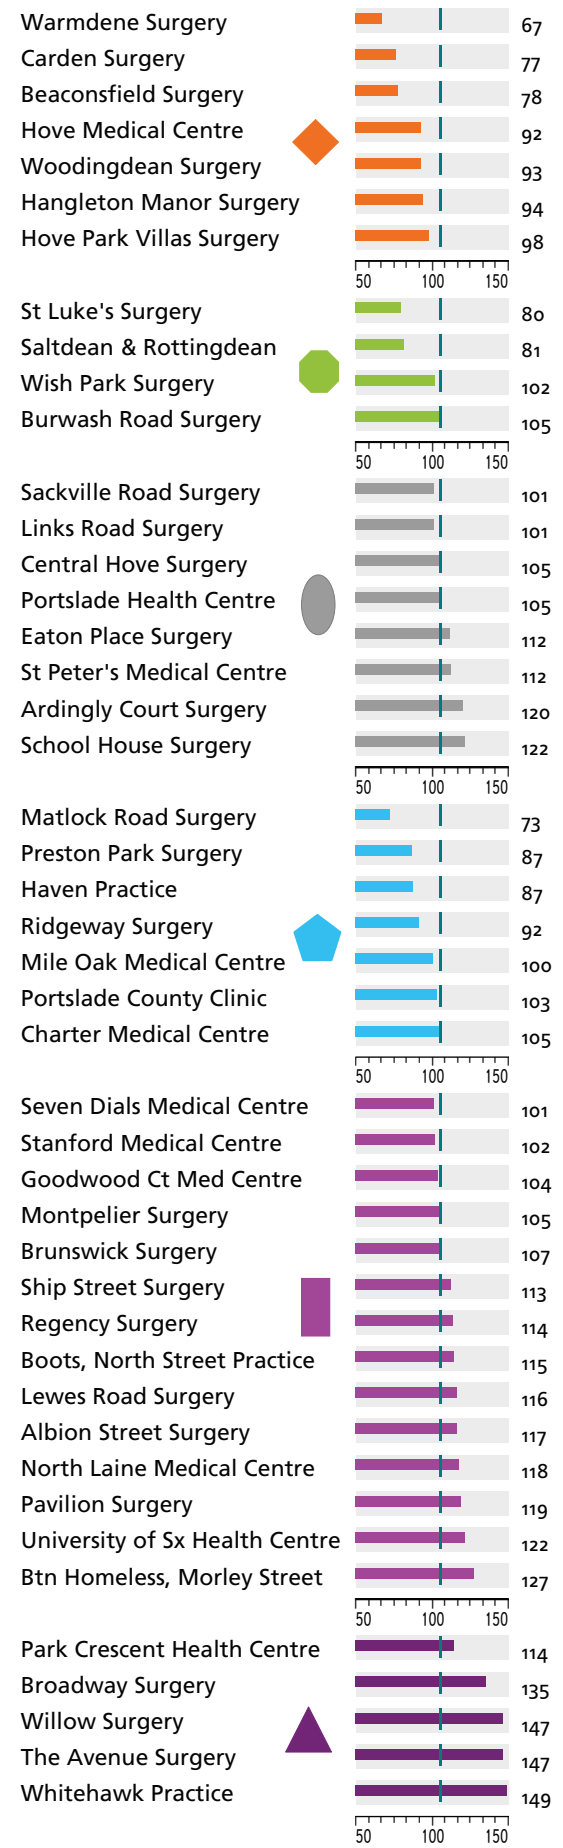 Warmdene Surgery 67
Carden Surgery 77
Beaconsfield Surgery 78
Hove Medical Centre 92
Woodingdean Surgery 93
Hangleton Manor Surgery 94
Hove Park Villas Surgery 98
50 100 150
St Luke's Surgery 80
Saltdean & Rottingdean 81
Wish Park Surgery 102
Burwash Road Surgery 105
50 100 150
Sackville Road Surgery 101
Links Road Surgery 101
Central Hove Surgery 105
Portslade Health Centre 105
Eaton Place Surgery 112
St Peter's Medical Centre 112
Ardingly Court Surgery 120
School House Surgery 122
50 100 150
Matlock Road Surgery 73
Preston Park Surgery 87
Haven Practice 87
Ridgeway Surgery 92
Mile Oak Medical Centre 100
Portslade County Clinic 103
Charter Medical Centre 105
50 100 150
Seven Dials Medical Centre 101
Stanford Medical Centre 102
Goodwood Ct Med Centre 104
Montpelier Surgery 105
Brunswick Surgery 107
Ship Street Surgery 113
Regency Surgery 114
Boots, North Street Practice 115
Lewes Road Surgery 116
Albion Street Surgery 117
North Laine Medical Centre 118
Pavilion Surgery 119
University of Sx Health Centre 122
Btn Homeless, Morley Street 127
50 100 150
Park Crescent Health Centre 114
Broadway Surgery 135
Willow Surgery 147
The Avenue Surgery 147
Whitehawk Practice 149
50 100 150